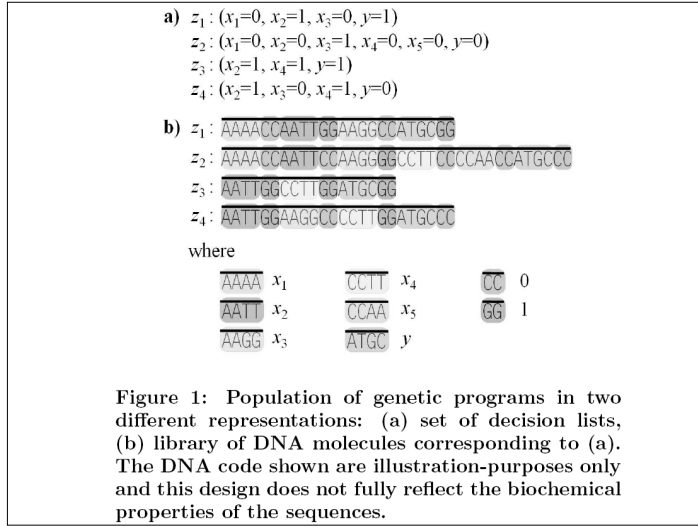 a) z1 : (x1=0, x2=1, x3=0, y=1)
z2 : (x1=0, x2=0, x3=1, x4=0, x5=0, y=0)
z3 : (x2=1, x4=1, y=1)
z4 : (x2=1, x3=0, x4=1, y=0)
b) z1 : AAAACCAATTGGAAGGCCATGCGG
z2 : AAAACCAATTCCAAGGGGCCTTCCCCAACCATGCCC
z3 : AATTGGCCTTGGATGCGG
z4 : AATTGGAAGGCCCCTTGGATGCCC
where
AAAA x1 CCTT x4 CC 0
AATT x2 CCAA x5 GG 1
AAGG x3 ATGC y
Figure 1: Population of genetic programs in two
different representations: (a) set of decision lists,
(b) library of DNA molecules corresponding to (a).
The DNA code shown are illustration-purposes only
and this design does not fully reflect the biochemical
properties of the sequences.